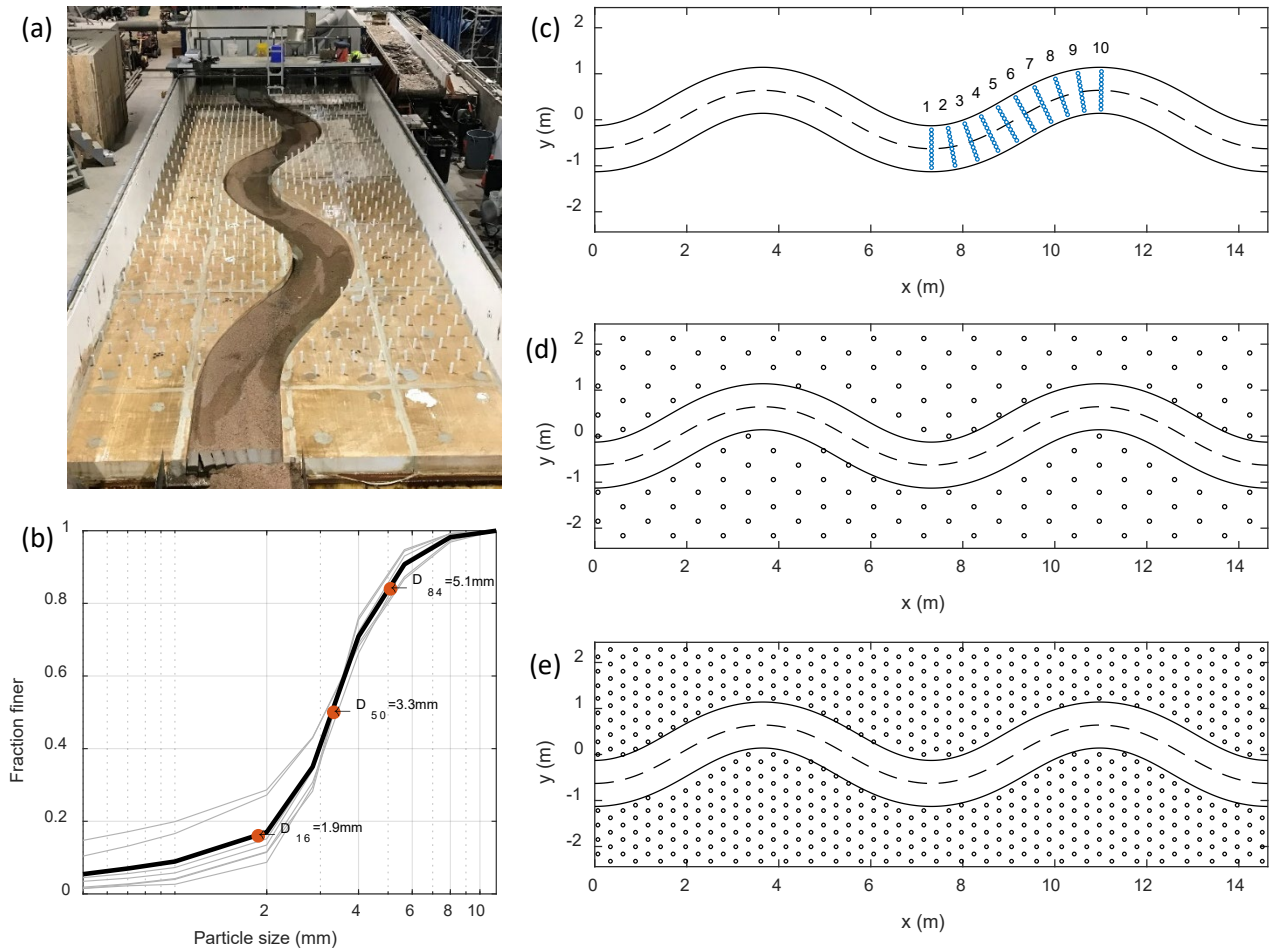 (a)
(b)
1
0.8
0.6
0.4
0.2
0
Fraction finer
D84=5.1mm
D50=3.3mm
D16=1.9mm
2 4 6 8 10
Particle size (mm)
(c)
2
1
0
-1
-2
y (m)
1 2 3 4 5 6 7 8 9 10
0 2 4 6 8 10 12 14
x (m)
(d)
2
1
0
-1
-2
y (m)
0 2 4 6 8 10 12 14
x (m)
(e)
2
1
0
-1
-2
y (m)
0 2 4 6 8 10 12 14
x (m)